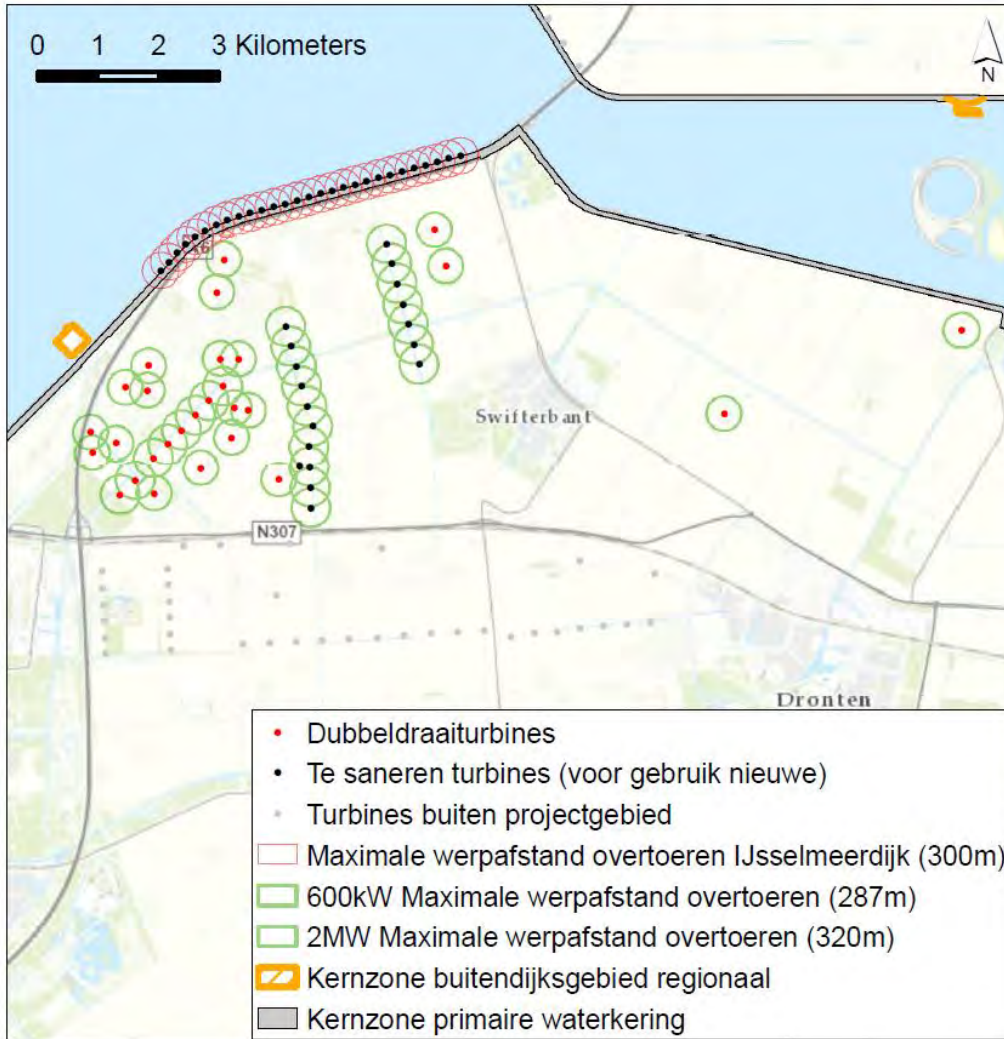 0 1 2 3 Kilometers
N
Swifterbant
N307
Dronten
Dubbeldraaiturbines
Te saneren turbines (voor gebruik nieuwe)
Turbines buiten projectgebied
Maximale werpafstand overtoeren IJsselmeerdijk (300m)
600kW Maximale werpafstand overtoeren (287m)
2MW Maximale werpafstand overtoeren (320m)
Kernzone buitendijksgebied regionaal
Kernzone primaire waterkering